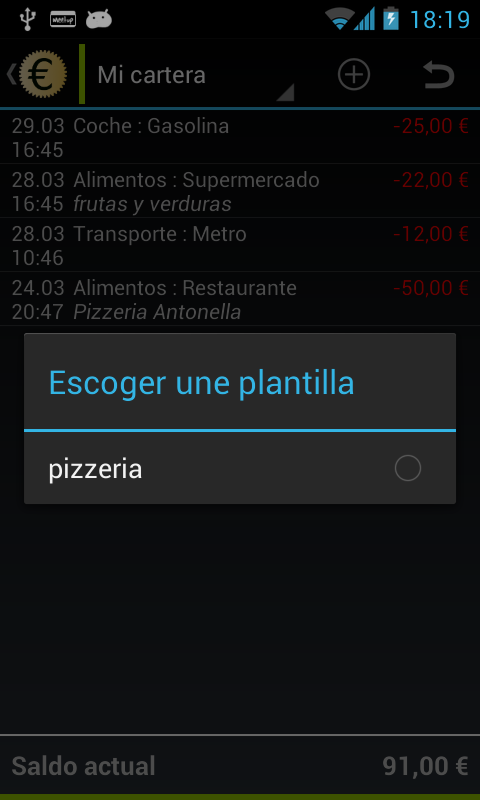 meetup
18:19
€ Mi cartera
29.03 Coche : Gasolina -25,00 €
16:45
28.03 Alimentos : Supermercado -22,00 €
16:45 frutas y verduras
28.03 Transporte : Metro -12,00 €
10:46
24.03 Alimentos : Restaurante -50,00 €
20:47 Pizzeria Antonella
Escoger une plantilla
pizzeria
Saldo actual 91,00 €